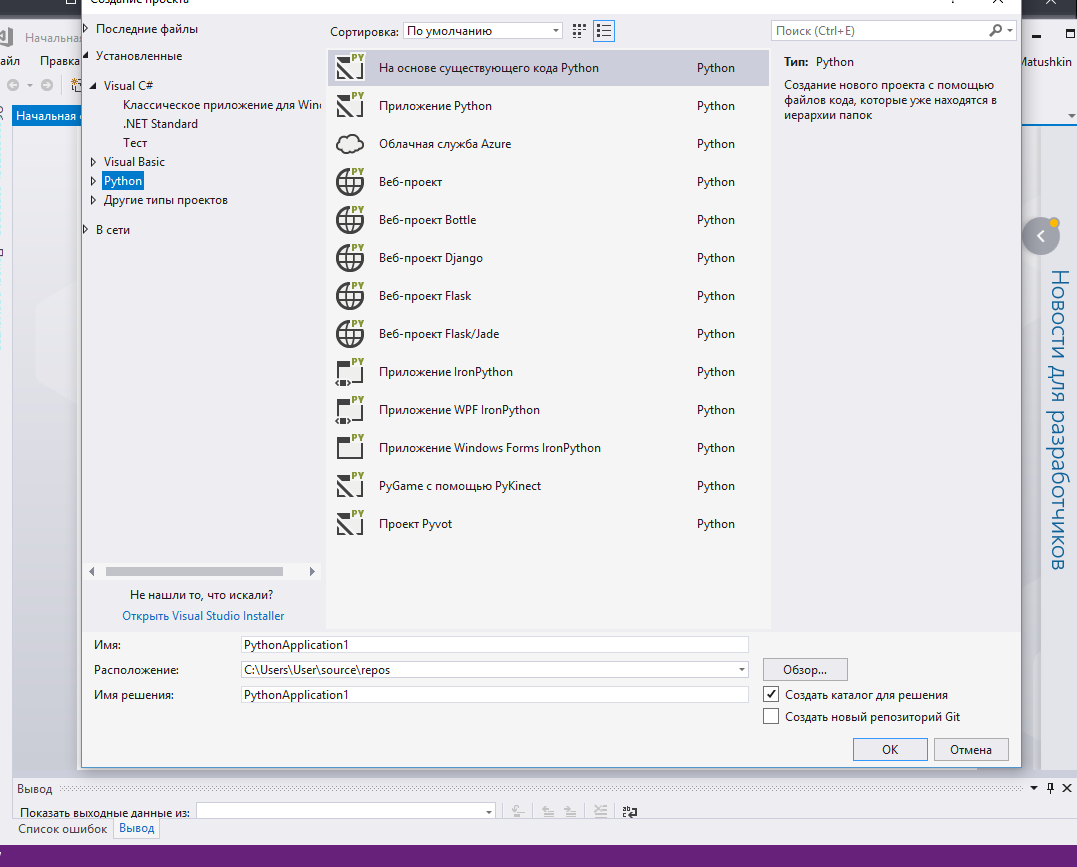 Создание проекта
Начальная
айл Правка
Начальная
Matushkin
Последние файлы
Установленные
Visual C#
Классическое приложение для Win
.NET Standard
Тест
Visual Basic
Python
Другие типы проектов
В сети
Не нашли то, что искали?
Открыть Visual Studio Installer
Сортировка: По умолчанию
На основе существующего кода Python Python
Приложение Python Python
Облачная служба Azure Python
Веб-проект Python
Веб-проект Bottle Python
Веб-проект Django Python
Веб-проект Flask Python
Веб-проект Flask/Jade Python
Приложение IronPython Python
Приложение WPF IronPython Python
Приложение Windows Forms IronPython Python
PyGame с помощью PyKinect Python
Проект Pyvot Python
Поиск (Ctrl+E)
Тип: Python
Создание нового проекта с помощью
файлов кода, которые уже находятся в
иерархии папок
Новости для разработчиков
Имя: PythonApplication1
Расположение: C:\Users\User\source\repos Обзор...
Имя решения: PythonApplication1
Создать каталог для решения
Создать новый репозиторий Git
OK Отмена
Вывод
Показать выходные данные из:
Список ошибок Вывод